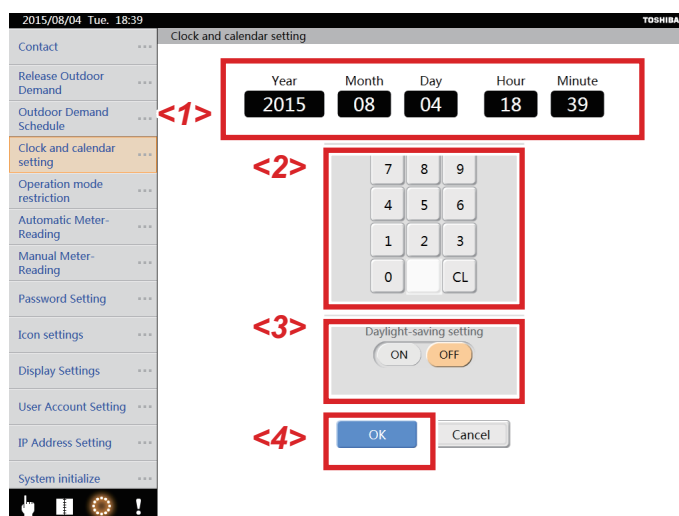 2015/08/04 Tue. 18:39
TOSHIBA
Clock and calendar setting
Contact
Release Outdoor
Demand
Outdoor Demand
Schedule
Clock and calendar
setting
Operation mode
restriction
Automatic Meter-
Reading
Manual Meter-
Reading
Password Setting
Icon settings
Display Settings
User Account Setting
IP Address Setting
System initialize
<1>
Year Month Day Hour Minute
2015 08 04 18 39
<2>
7 8 9
4 5 6
1 2 3
0 CL
<3>
Daylight-saving setting
ON OFF
<4>
OK Cancel
!